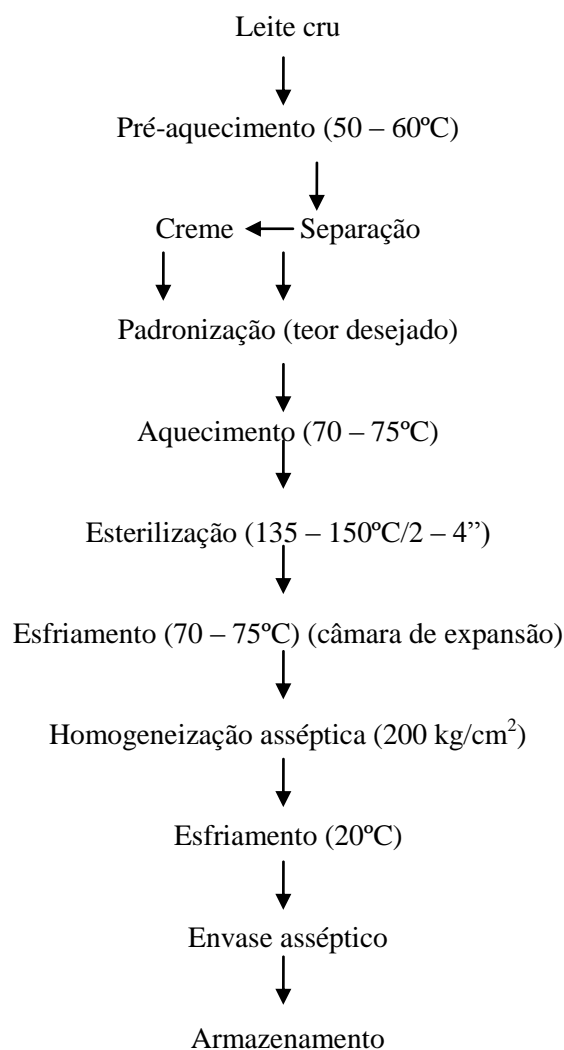 Leite cru
Pré-aquecimento (50 – 60ºC)
Creme Separação
Padronização (teor desejado)
Aquecimento (70 – 75ºC)
Esterilização (135 – 150ºC/2 – 4”)
Esfriamento (70 – 75ºC) (câmara de expansão)
Homogeneização asséptica (200 kg/cm²)
Esfriamento (20ºC)
Envase asséptico
Armazenamento